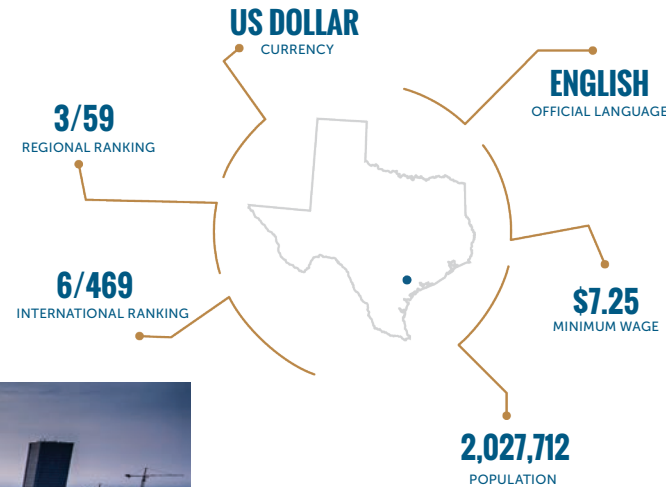 US DOLLAR
CURRENCY
ENGLISH
OFFICIAL LANGUAGE
3/59
REGIONAL RANKING
6/469
INTERNATIONAL RANKING
$7.25
MINIMUM WAGE
2,027,712
POPULATION